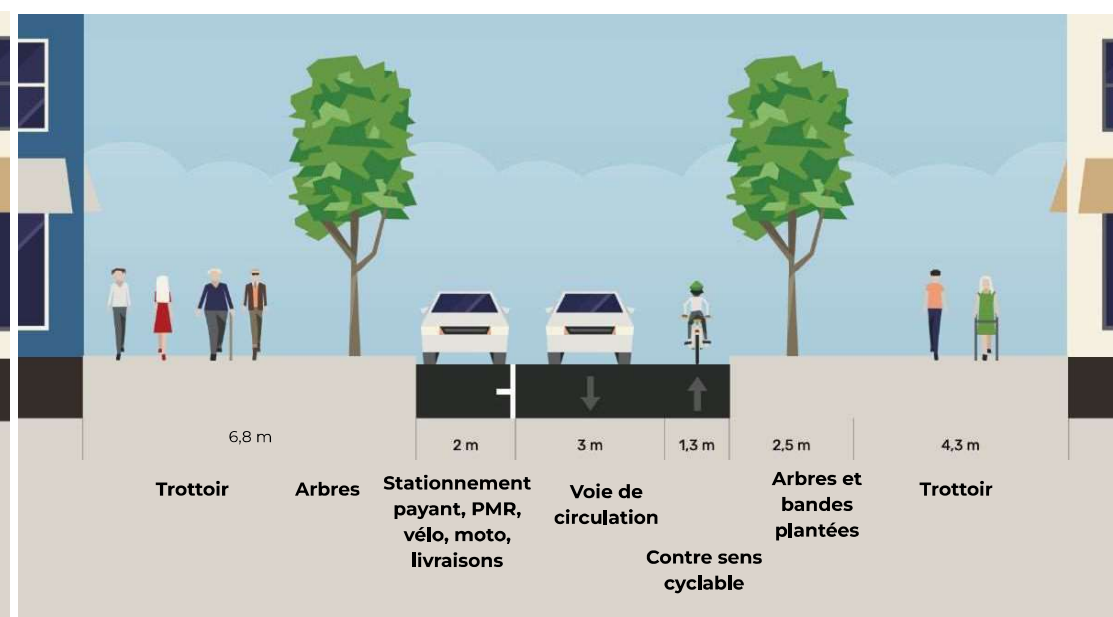 6,8 m
2 m
3 m
1,3 m
2,5 m
4,3 m
Trottoir
Arbres
Stationnement
payant, PMR,
vélo, moto,
livraisons
Voie de
circulation
Contre sens
cyclable
Arbres et
bandes
plantées
Trottoir